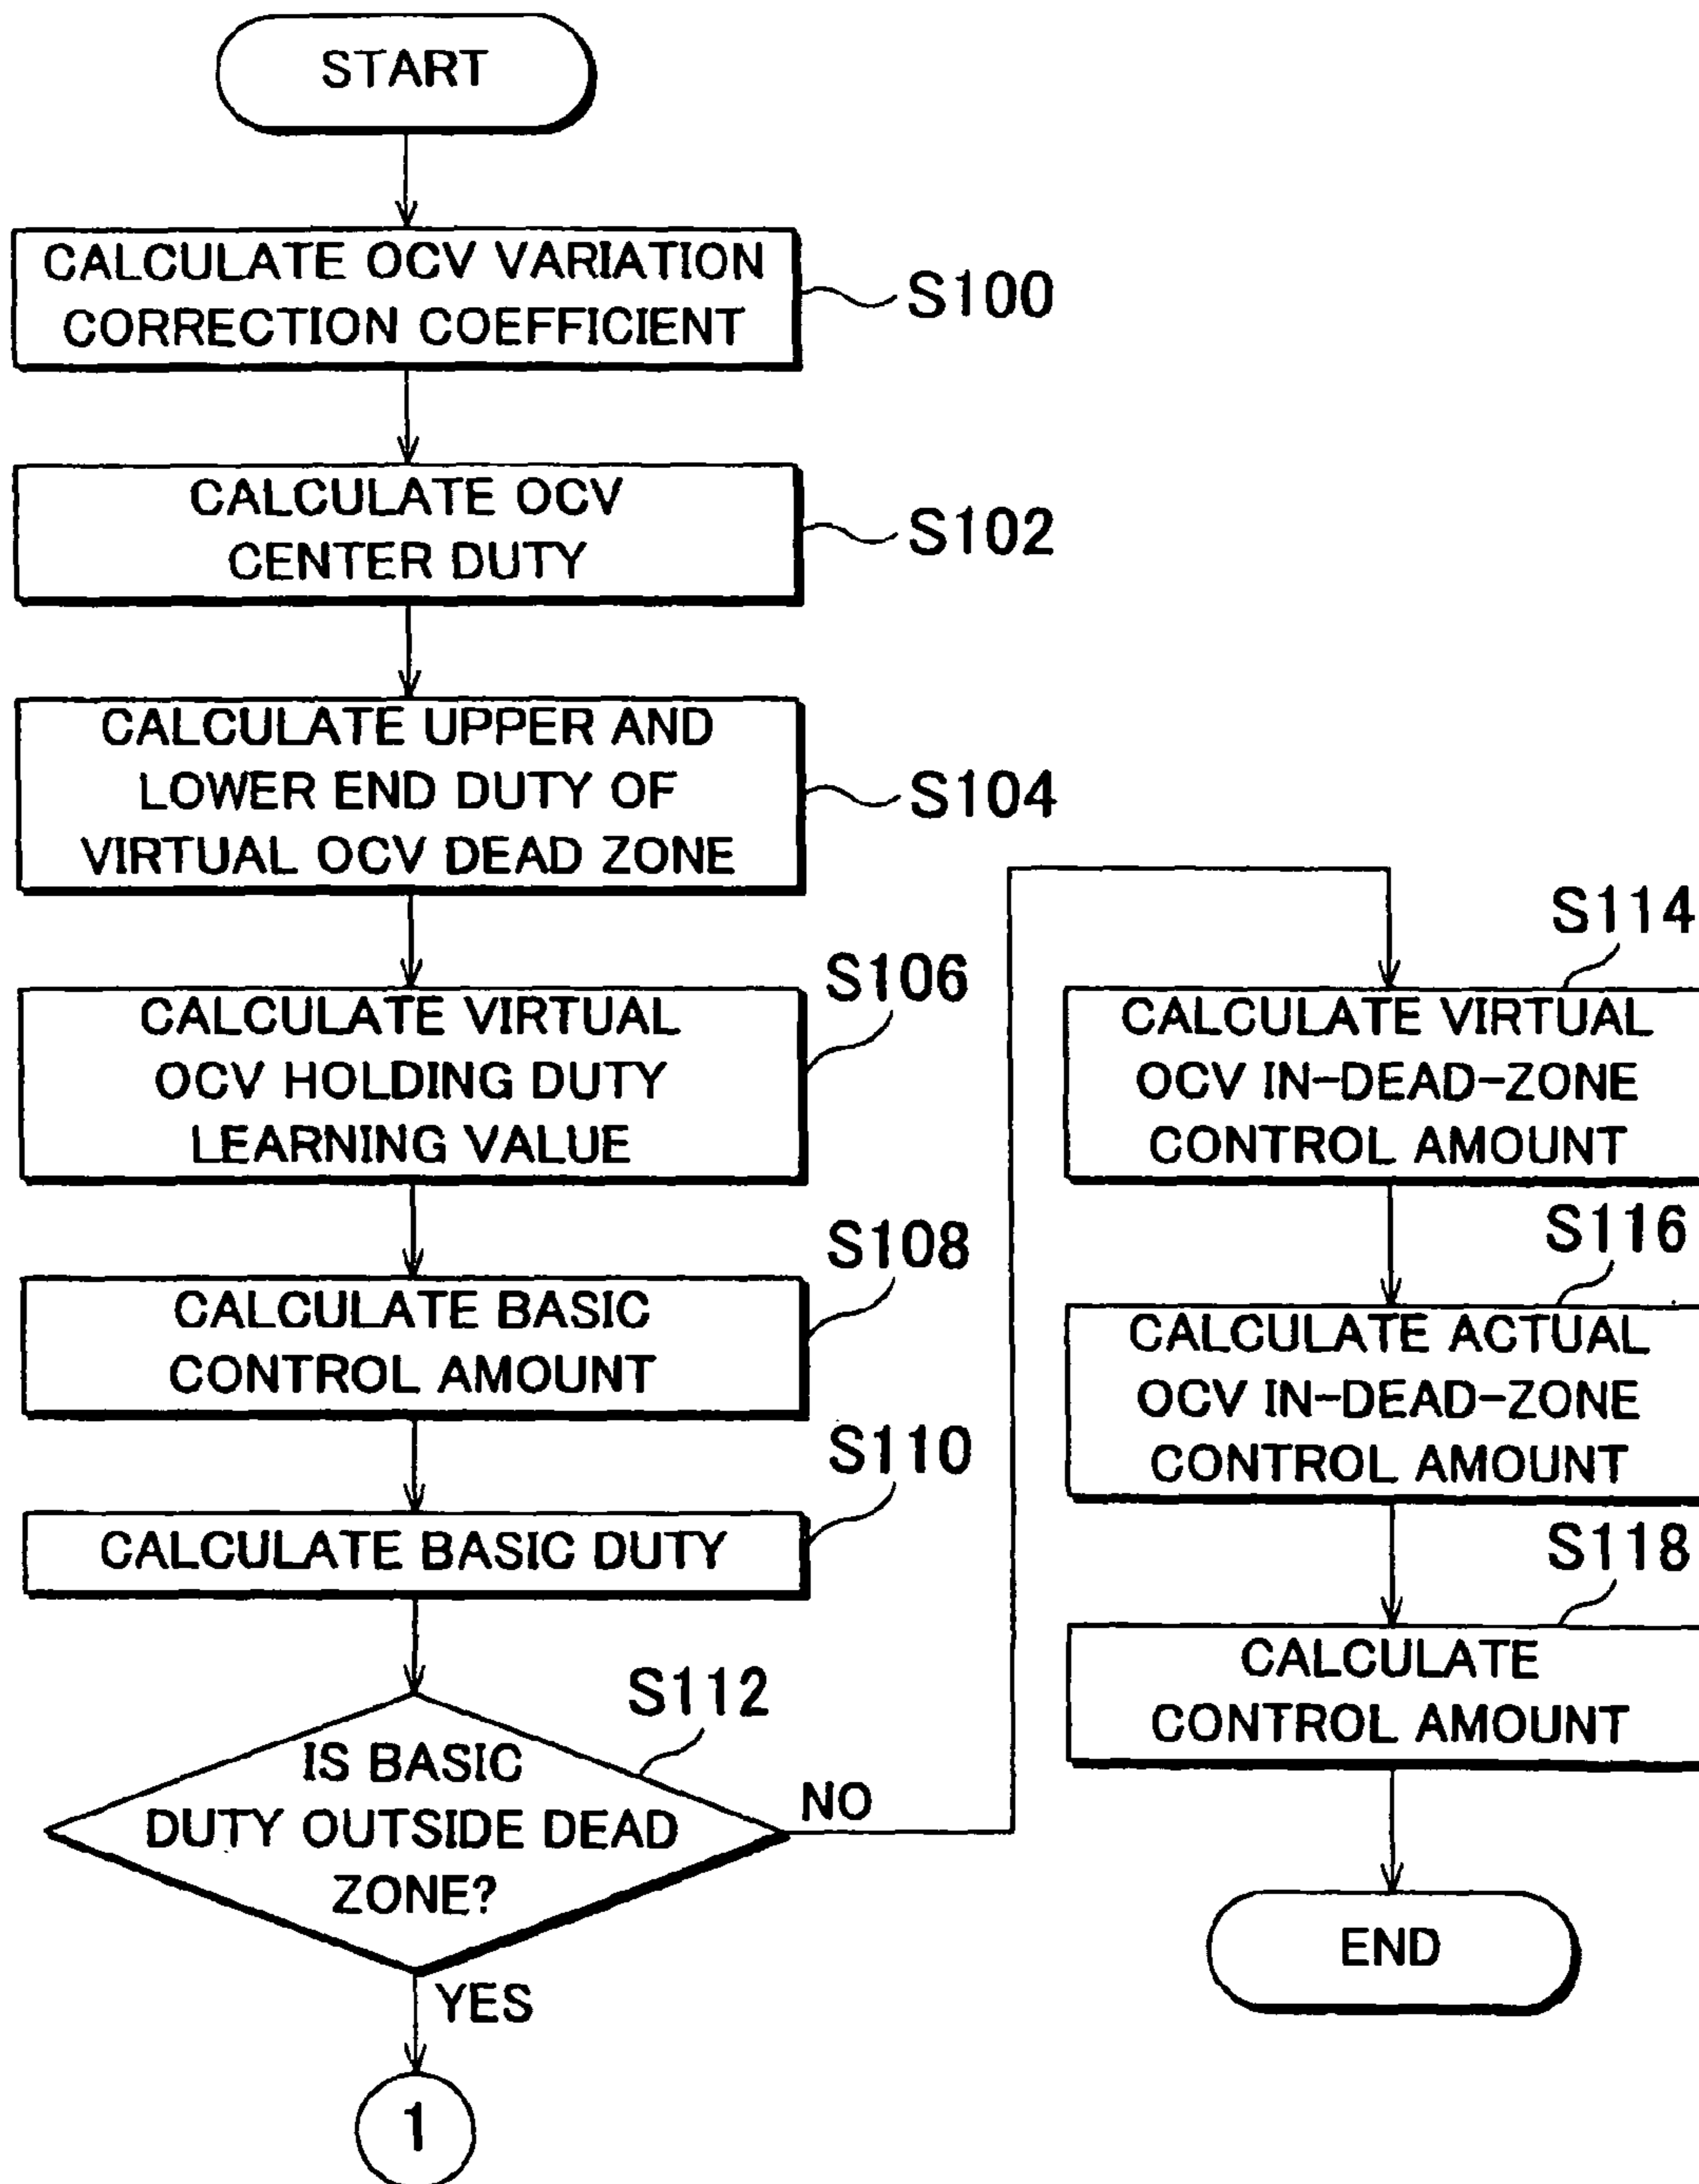 START
CALCULATE OCV VARIATION
CORRECTION COEFFICIENT
S100
CALCULATE OCV
CENTER DUTY
S102
CALCULATE UPPER AND
LOWER END DUTY OF
VIRTUAL OCV DEAD ZONE
S104
CALCULATE VIRTUAL
OCV HOLDING DUTY
LEARNING VALUE
S106
CALCULATE BASIC
CONTROL AMOUNT
S108
CALCULATE BASIC DUTY
S110
IS BASIC
DUTY OUTSIDE DEAD
ZONE?
S112
NO
YES
1
S114
CALCULATE VIRTUAL
OCV IN-DEAD-ZONE
CONTROL AMOUNT
S116
CALCULATE ACTUAL
OCV IN-DEAD-ZONE
CONTROL AMOUNT
S118
CALCULATE
CONTROL AMOUNT
END